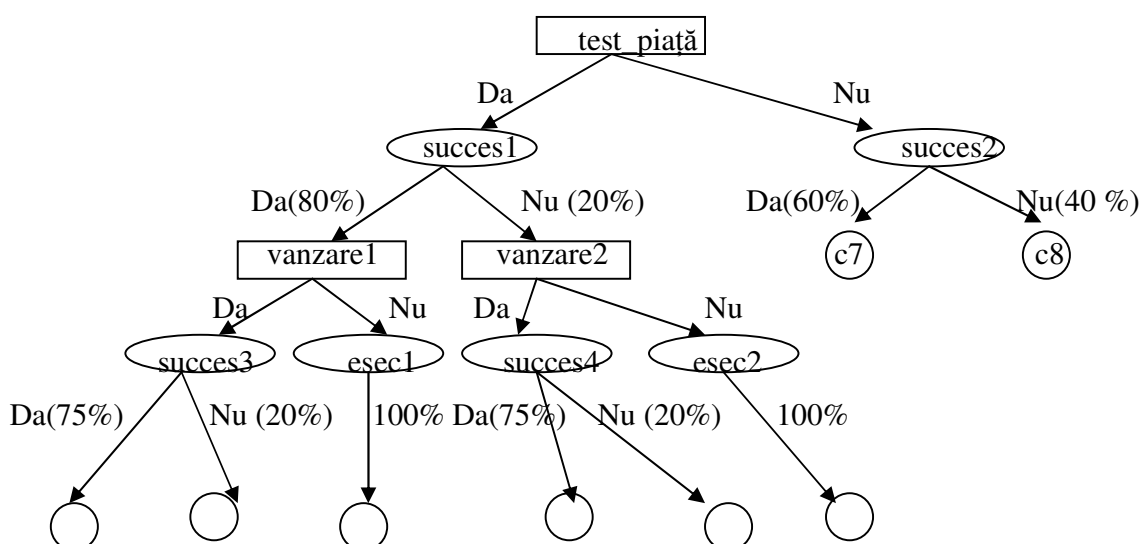 test_piață
Da
Nu
succes1
succes2
Da(80%)
Nu (20%)
Da(60%)
Nu(40 %)
vanzare1
vanzare2
c7
c8
Da
Nu
Da
Nu
succes3
esec1
succes4
esec2
Da(75%)
Nu (20%)
100%
Da(75%)
Nu (20%)
100%